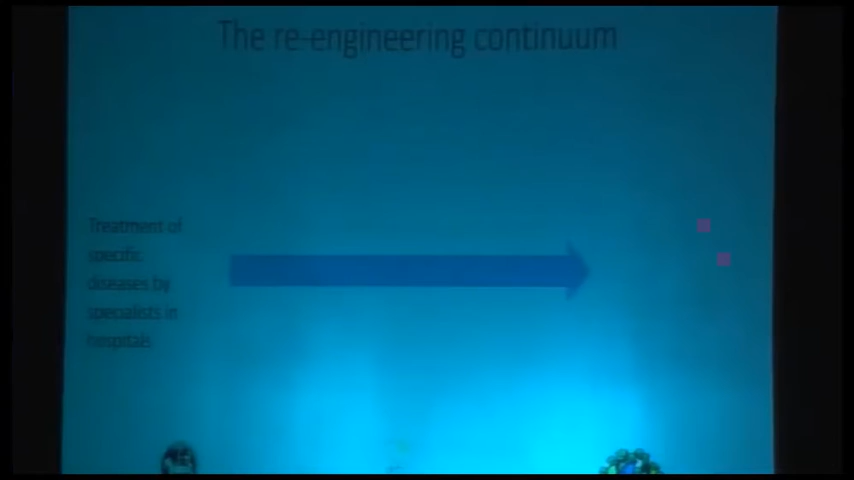 The re-engineering continuum
Treatment of
specific
diseases by
specialists in
hospitals